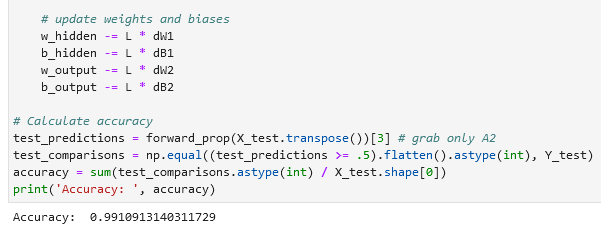 # update weights and biases
w_hidden -= L * dW1
b_hidden -= L * dB1
w_output -= L * dW2
b_output -= L * dB2
# Calculate accuracy
test_predictions = forward_prop(X_test.transpose())[3] # grab only A2
test_comparisons = np.equal((test_predictions >= .5).flatten().astype(int), Y_test)
accuracy = sum(test_comparisons.astype(int) / X_test.shape[0])
print('Accuracy: ', accuracy)
Accuracy:  0.9910913140311729